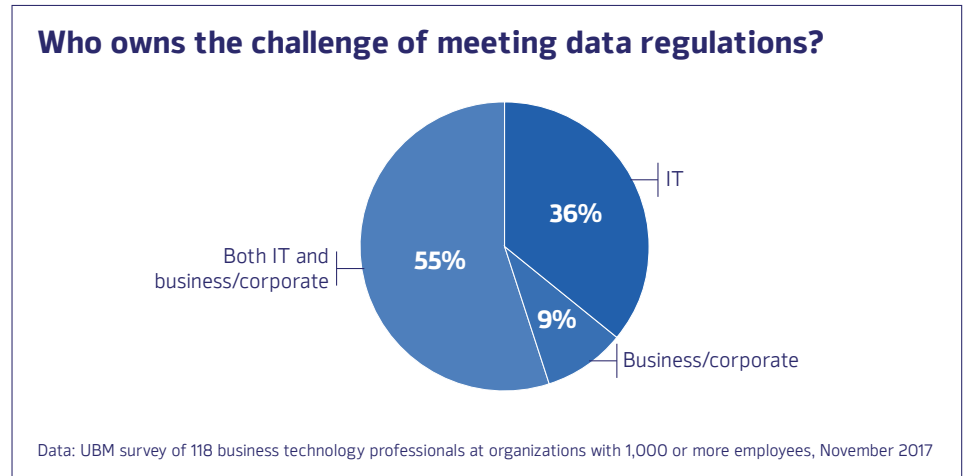 Who owns the challenge of meeting data regulations?
IT
36%
Both IT and
business/corporate
55%
9%
Business/corporate
Data: UBM survey of 118 business technology professionals at organizations with 1,000 or more employees, November 2017